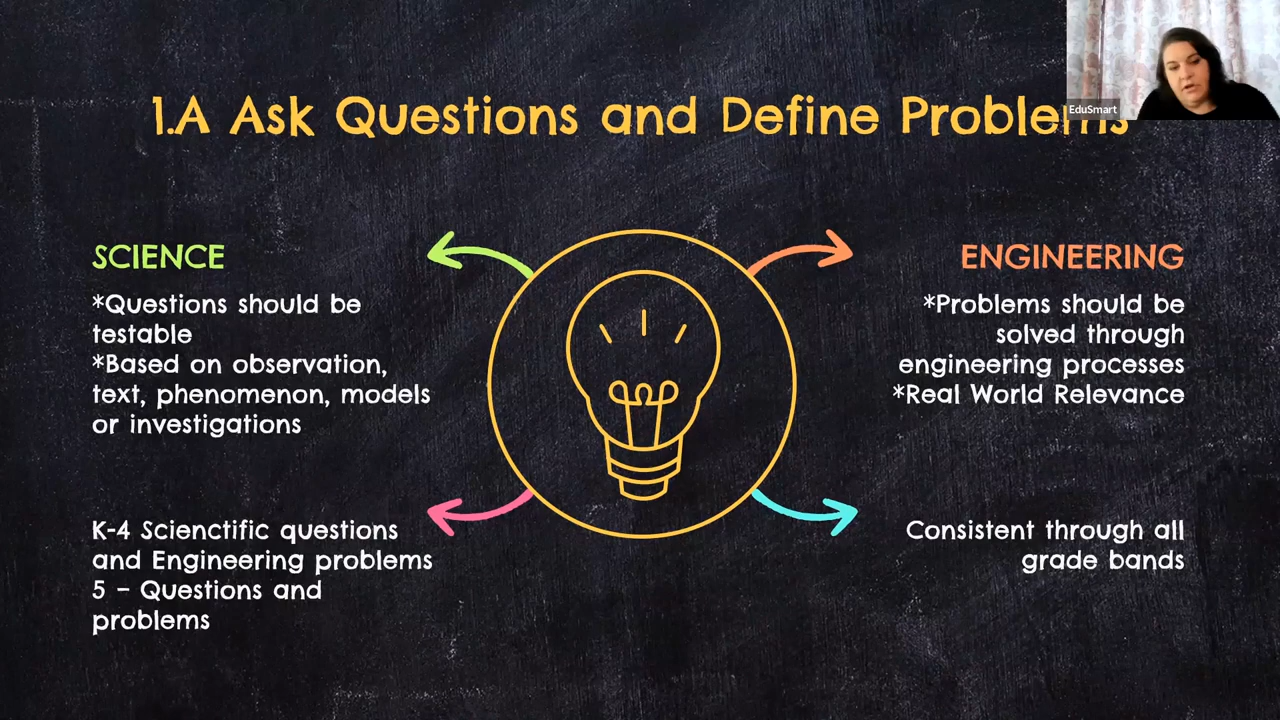 1.A Ask Questions and Define Problems
EduSmart
SCIENCE
*Questions should be
testable
*Based on observation,
text, phenomenon, models
or investigations
ENGINEERING
*Problems should be
solved through
engineering processes
*Real World Relevance
K-4 Scienctific questions
and Engineering problems
5 – Questions and
problems
Consistent through all
grade bands